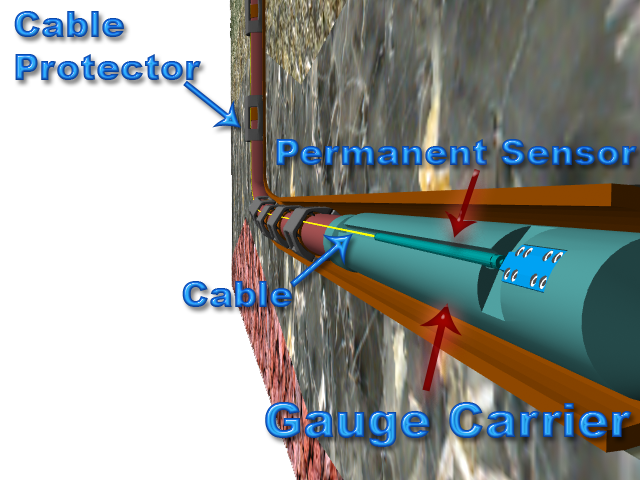 Cable
Protector
Permanent Sensor
Cable
Gauge Carrier